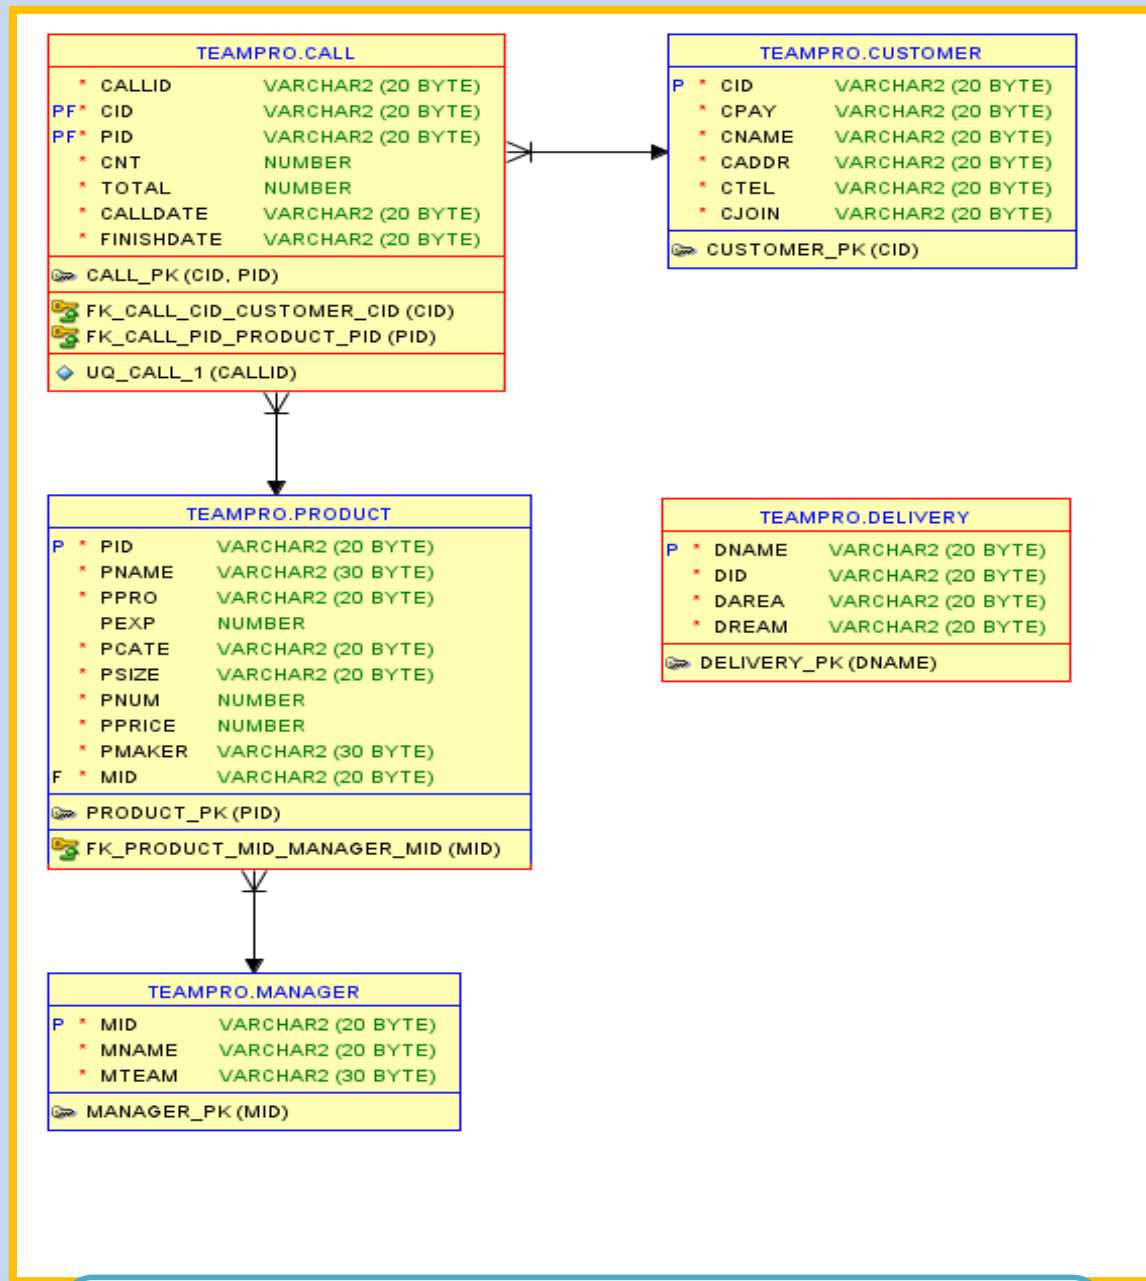 TEAMPRO.CALL
* CALLID VARCHAR2 (20 BYTE)
PF* CID VARCHAR2 (20 BYTE)
PF* PID VARCHAR2 (20 BYTE)
* CNT NUMBER
* TOTAL NUMBER
* CALLDATE VARCHAR2 (20 BYTE)
* FINISHDATE VARCHAR2 (20 BYTE)
CALL_PK (CID, PID)
FK_CALL_CID_CUSTOMER_CID (CID)
FK_CALL_PID_PRODUCT_PID (PID)
UQ_CALL_1 (CALLID)
TEAMPRO.CUSTOMER
P * CID VARCHAR2 (20 BYTE)
* CPAY VARCHAR2 (20 BYTE)
* CNAME VARCHAR2 (20 BYTE)
* CADDR VARCHAR2 (20 BYTE)
* CTEL VARCHAR2 (20 BYTE)
* CJOIN VARCHAR2 (20 BYTE)
CUSTOMER_PK (CID)
TEAMPRO.PRODUCT
P * PID VARCHAR2 (20 BYTE)
* PNAME VARCHAR2 (30 BYTE)
* PPRO VARCHAR2 (20 BYTE)
PEXP NUMBER
* PCATE VARCHAR2 (20 BYTE)
* PSIZE VARCHAR2 (20 BYTE)
* PNUM NUMBER
* PPRICE NUMBER
* PMAKER VARCHAR2 (30 BYTE)
F * MID VARCHAR2 (20 BYTE)
PRODUCT_PK (PID)
FK_PRODUCT_MID_MANAGER_MID (MID)
TEAMPRO.DELIVERY
P * DNAME VARCHAR2 (20 BYTE)
* DID VARCHAR2 (20 BYTE)
* DAREA VARCHAR2 (20 BYTE)
* DREAM VARCHAR2 (20 BYTE)
DELIVERY_PK (DNAME)
TEAMPRO.MANAGER
P * MID VARCHAR2 (20 BYTE)
* MNAME VARCHAR2 (20 BYTE)
* MTEAM VARCHAR2 (30 BYTE)
MANAGER_PK (MID)